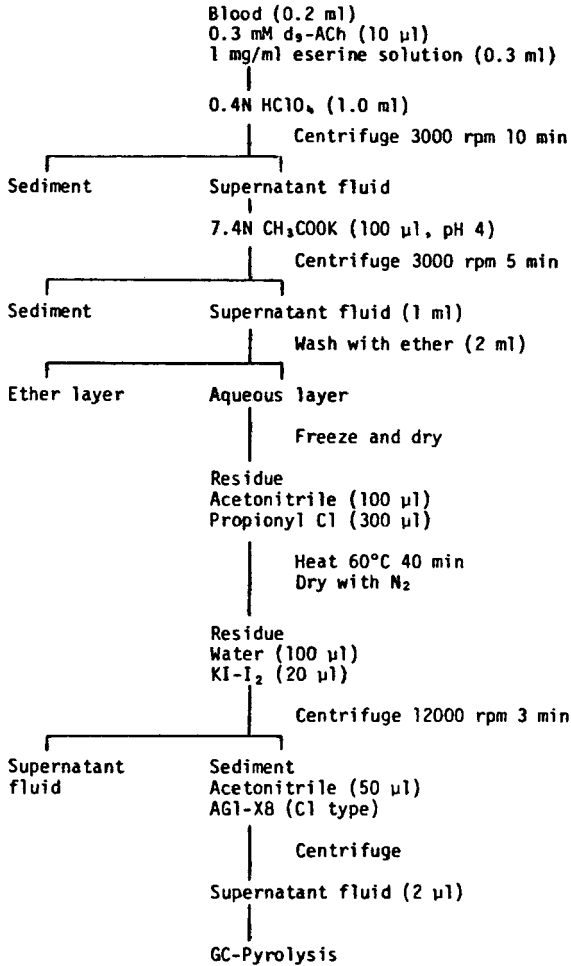 Blood (0.2 ml)
0.3 mM d₉-ACh (10 µl)
1 mg/ml eserine solution (0.3 ml)
0.4N HClO₄ (1.0 ml)
Centrifuge 3000 rpm 10 min
Sediment
Supernatant fluid
7.4N CH₃COOK (100 µl, pH 4)
Centrifuge 3000 rpm 5 min
Sediment
Supernatant fluid (1 ml)
Wash with ether (2 ml)
Ether layer
Aqueous layer
Freeze and dry
Residue
Acetonitrile (100 µl)
Propionyl Cl (300 µl)
Heat 60°C 40 min
Dry with N₂
Residue
Water (100 µl)
KI-I₂ (20 µl)
Centrifuge 12000 rpm 3 min
Supernatant
fluid
Sediment
Acetonitrile (50 µl)
AG1-X8 (Cl type)
Centrifuge
Supernatant fluid (2 µl)
GC-Pyrolysis